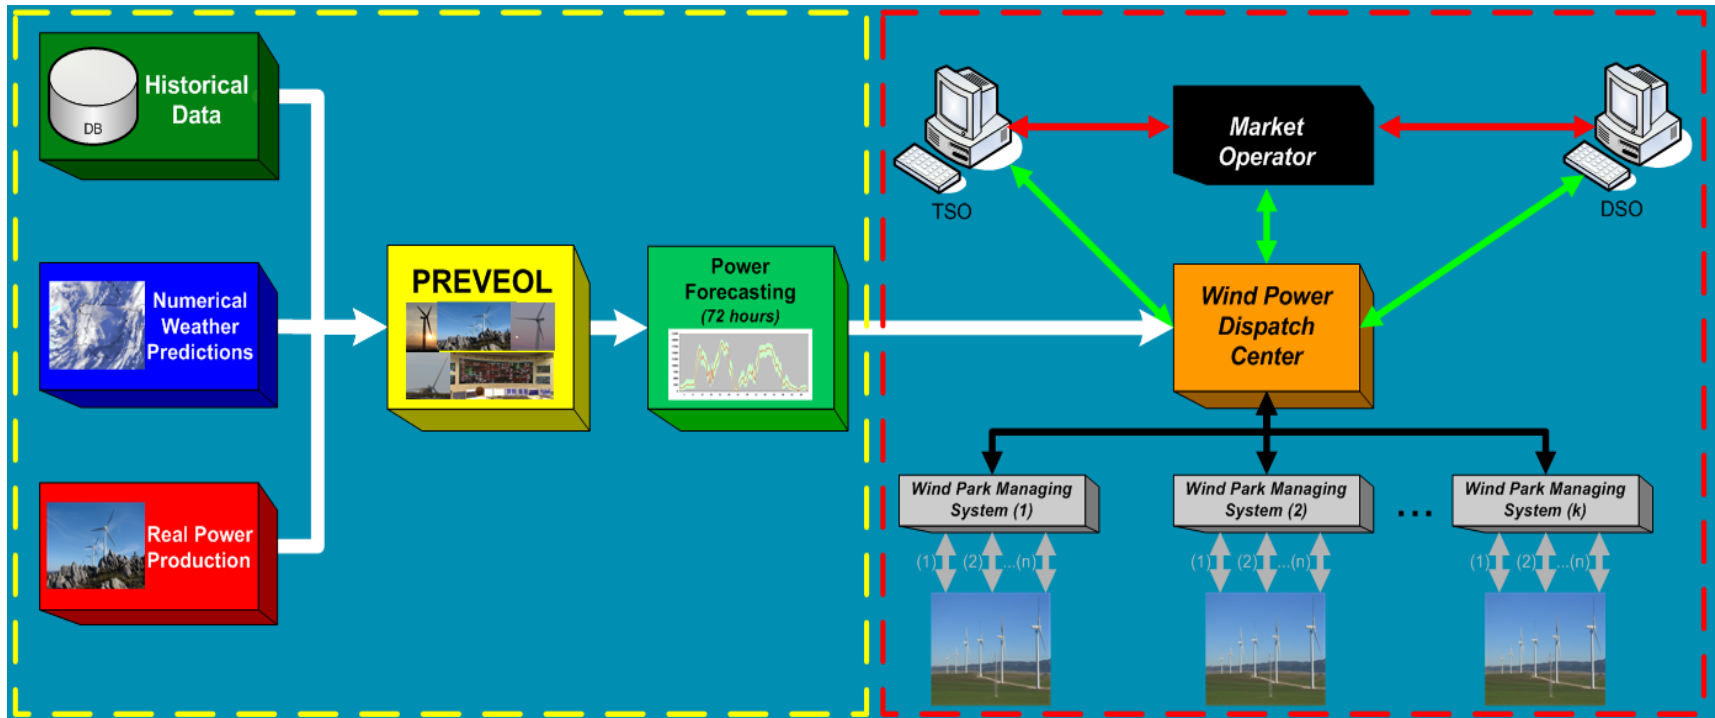 DB
Historical
Data
Numerical
Weather
Predictions
Real Power
Production
PREVEOL
Power
Forecasting
(72 hours)
TSO
Market
Operator
DSO
Wind Power
Dispatch
Center
Wind Park Managing
System (1)
Wind Park Managing
System (2)
...
Wind Park Managing
System (k)
(1) (2) ...(n)
(1) (2) ...(n)
(1) (2) ...(n)